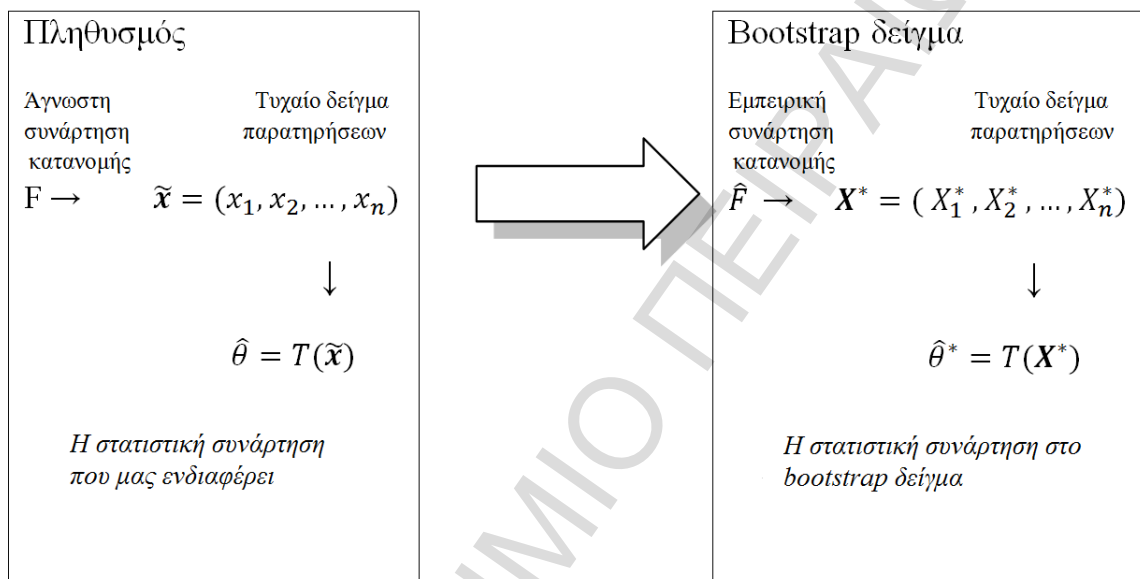 Πληθυσμός
Άγνωστη
συνάρτηση
κατανομής
Τυχαίο δείγμα
παρατηρήσεων
F → x̃ = (x₁, x₂, …, xₙ)
↓
θ̂ = T(x̃)
Η στατιστική συνάρτηση
που μας ενδιαφέρει
Bootstrap δείγμα
Εμπειρική
συνάρτηση
κατανομής
Τυχαίο δείγμα
παρατηρήσεων
F̂ → X* = ( X₁*, X₂*, …, Xₙ*)
↓
θ̂* = T(X*)
Η στατιστική συνάρτηση στο
bootstrap δείγμα